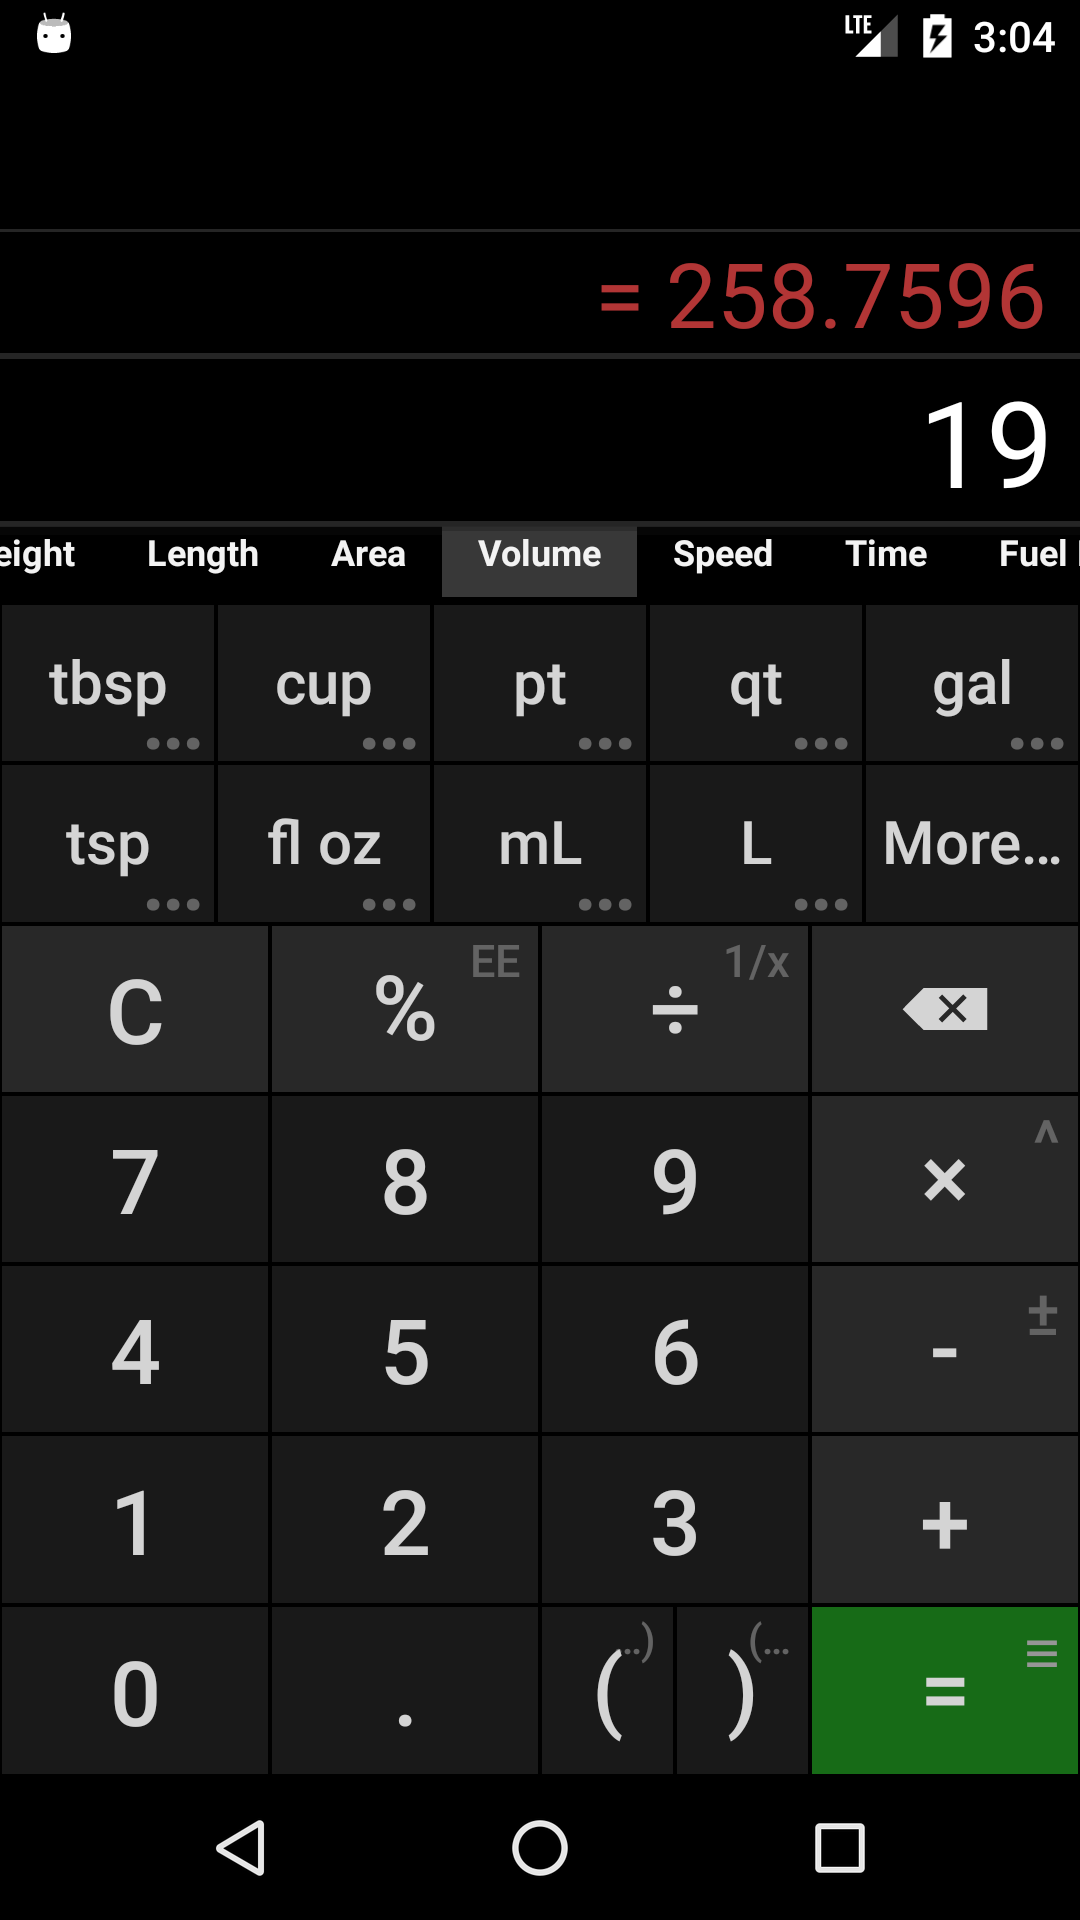 LTE 3:04
= 258.7596
19
eight Length Area Volume Speed Time Fuel
tbsp cup pt qt gal
tsp fl oz mL L More...
C % EE ÷ 1/x
7 8 9 × ^
4 5 6 - ±
1 2 3 +
0 . ( ..) ) (... =